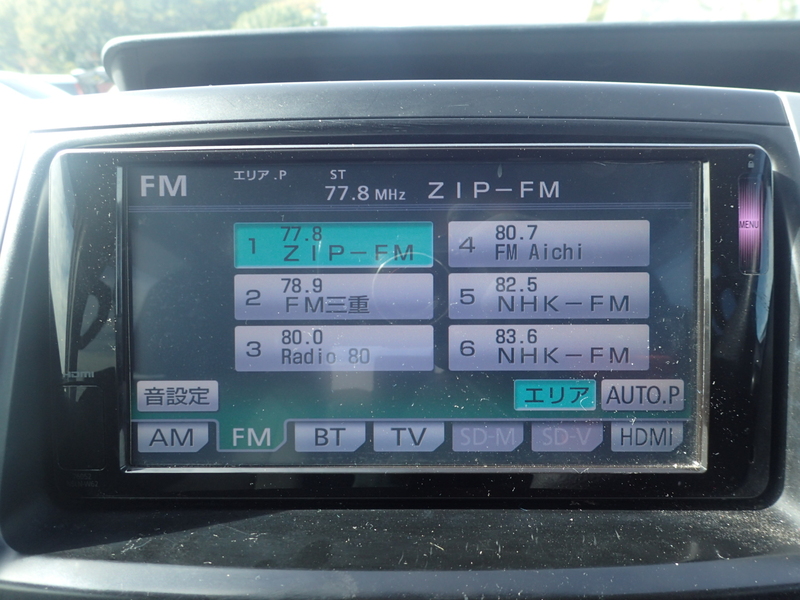 FM エリア.P ST 77.8 MHz ZIP-FM
MENU
1 77.8 ZIP-FM
4 80.7 FM Aichi
2 78.9 FM三重
5 82.5 NHK-FM
3 80.0 Radio 80
6 83.6 NHK-FM
HDMI
音設定 エリア AUTO.P
AM FM BT TV SD-M SD-V HDMi